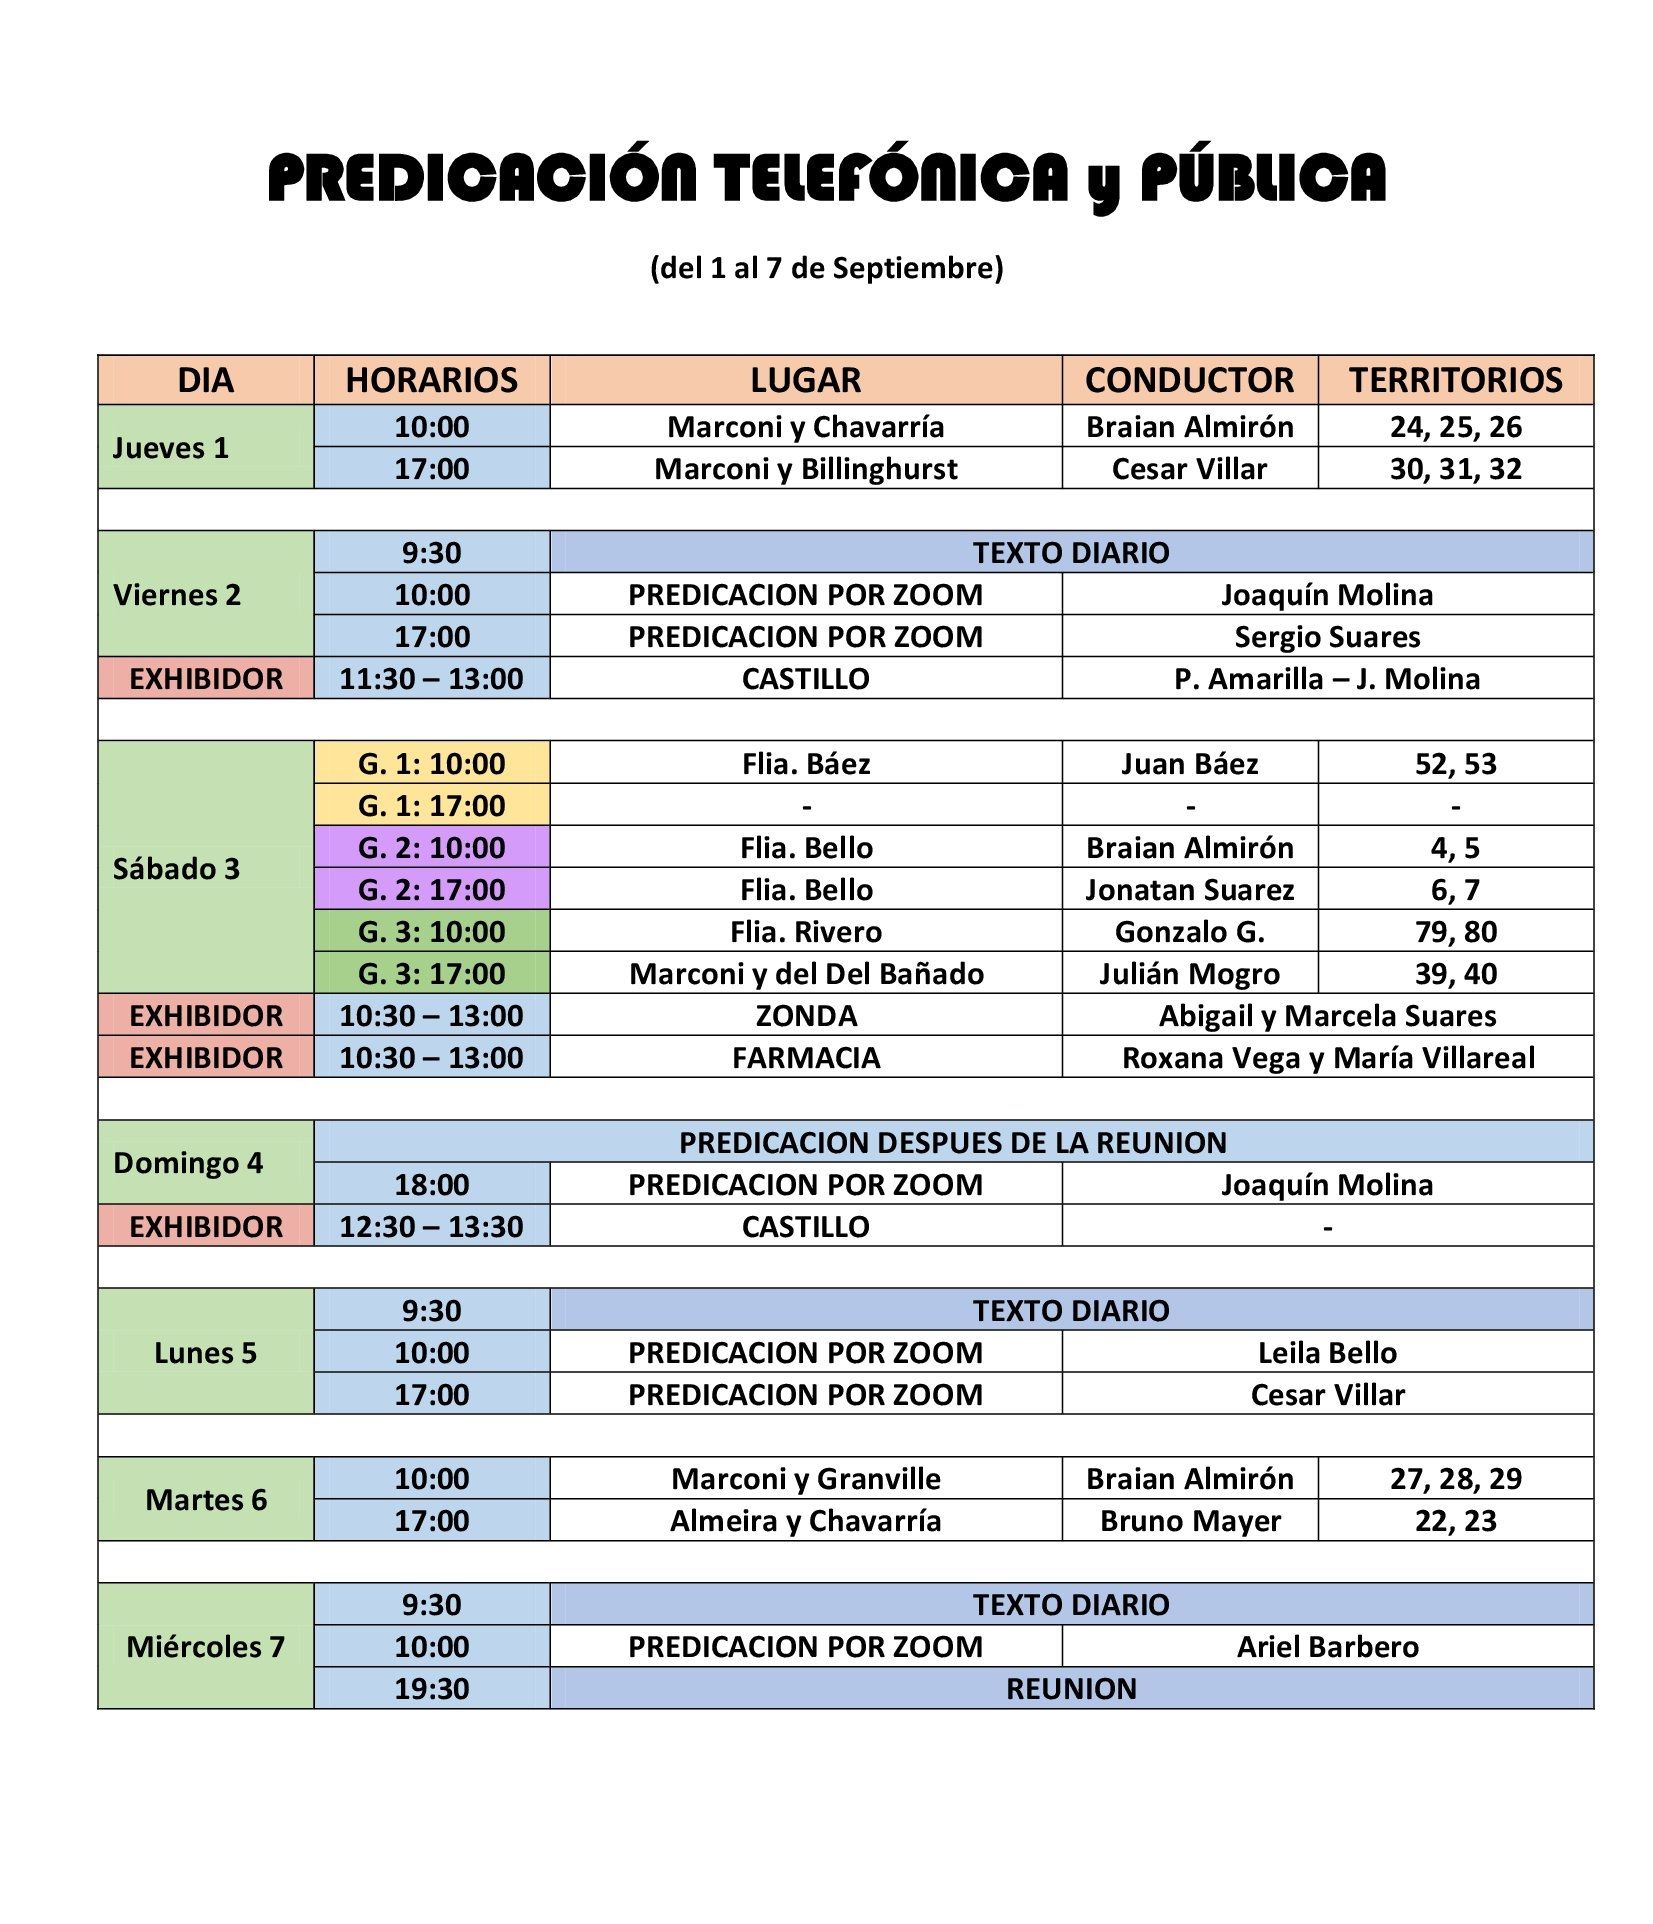 PREDICACIÓN TELEFÓNICA y PÚBLICA
(del 1 al 7 de Septiembre)
DIA HORARIOS LUGAR CONDUCTOR TERRITORIOS
Jueves 1
10:00 Marconi y Chavarría Braian Almirón 24, 25, 26
17:00 Marconi y Billinghurst Cesar Villar 30, 31, 32
Viernes 2
9:30 TEXTO DIARIO
10:00 PREDICACION POR ZOOM Joaquín Molina
17:00 PREDICACION POR ZOOM Sergio Suares
EXHIBIDOR 11:30 – 13:00 CASTILLO P. Amarilla – J. Molina
Sábado 3
G. 1: 10:00 Flia. Báez Juan Báez 52, 53
G. 1: 17:00 - - -
G. 2: 10:00 Flia. Bello Braian Almirón 4, 5
G. 2: 17:00 Flia. Bello Jonatan Suarez 6, 7
G. 3: 10:00 Flia. Rivero Gonzalo G. 79, 80
G. 3: 17:00 Marconi y del Del Bañado Julián Mogro 39, 40
EXHIBIDOR 10:30 – 13:00 ZONDA Abigail y Marcela Suares
EXHIBIDOR 10:30 – 13:00 FARMACIA Roxana Vega y María Villareal
Domingo 4
PREDICACION DESPUES DE LA REUNION
18:00 PREDICACION POR ZOOM Joaquín Molina
EXHIBIDOR 12:30 – 13:30 CASTILLO -
Lunes 5
9:30 TEXTO DIARIO
10:00 PREDICACION POR ZOOM Leila Bello
17:00 PREDICACION POR ZOOM Cesar Villar
Martes 6
10:00 Marconi y Granville Braian Almirón 27, 28, 29
17:00 Almeira y Chavarría Bruno Mayer 22, 23
Miércoles 7
9:30 TEXTO DIARIO
10:00 PREDICACION POR ZOOM Ariel Barbero
19:30 REUNION